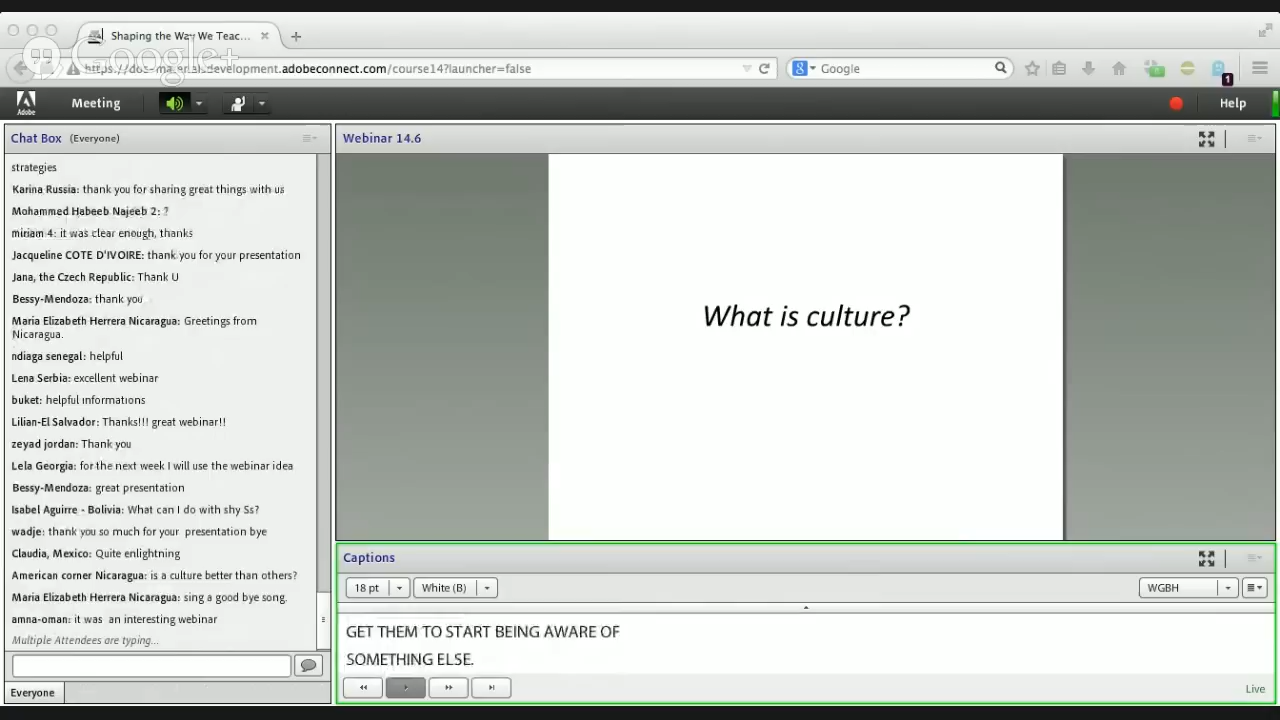 Shaping the Way We Teac...
Google+
adobeconnect.com/course14?launcher=false
Google
1
Adobe
Meeting
Help
Chat Box (Everyone)
strategies
Karina Russia: thank you for sharing great things with us
Mohammed Habeeb Najeeb 2: ?
miriam 4: it was clear enough, thanks
Jacqueline COTE D'IVOIRE: thank you for your presentation
Jana, the Czech Republic: Thank U
Bessy-Mendoza: thank you
Maria Elizabeth Herrera Nicaragua: Greetings from
Nicaragua.
ndiaga senegal: helpful
Lena Serbia: excellent webinar
buket: helpful informations
Lilian-El Salvador: Thanks!!! great webinar!!
zeyad jordan: Thank you
Lela Georgia: for the next week I will use the webinar idea
Bessy-Mendoza: great presentation
Isabel Aguirre - Bolivia: What can I do with shy Ss?
wadje: thank you so much for your presentation bye
Claudia, Mexico: Quite enlightning
American corner Nicaragua: is a culture better than others?
Maria Elizabeth Herrera Nicaragua: sing a good bye song.
amna-oman: it was an interesting webinar
Multiple Attendees are typing...
Everyone
Webinar 14.6
What is culture?
Captions
18 pt
White (B)
WGBH
GET THEM TO START BEING AWARE OF
SOMETHING ELSE.
Live